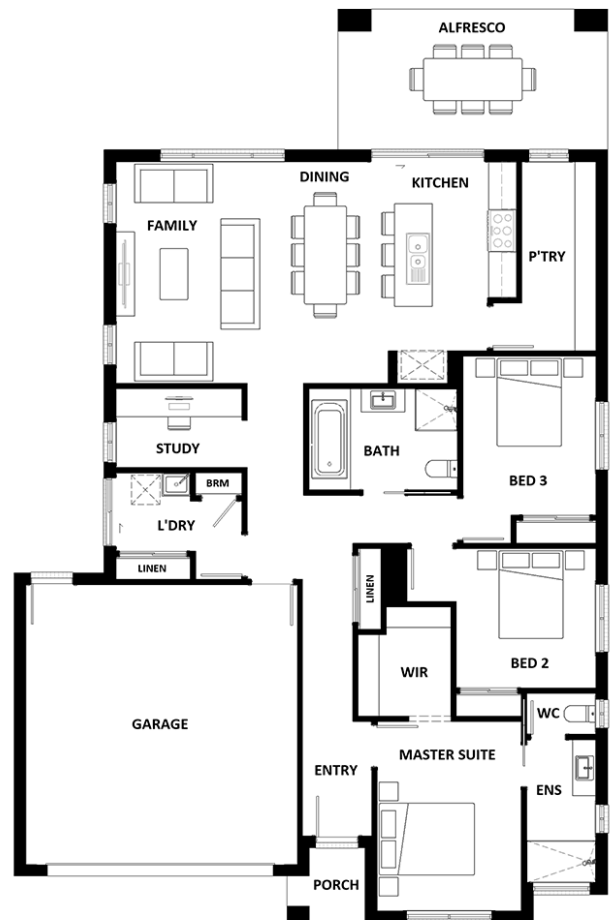 ALFRESCO
DINING
KITCHEN
FAMILY
P'TRY
STUDY
BATH
BED 3
BRM
L'DRY
LINEN
LINEN
WIR
BED 2
WC
GARAGE
MASTER SUITE
ENTRY
ENS
PORCH